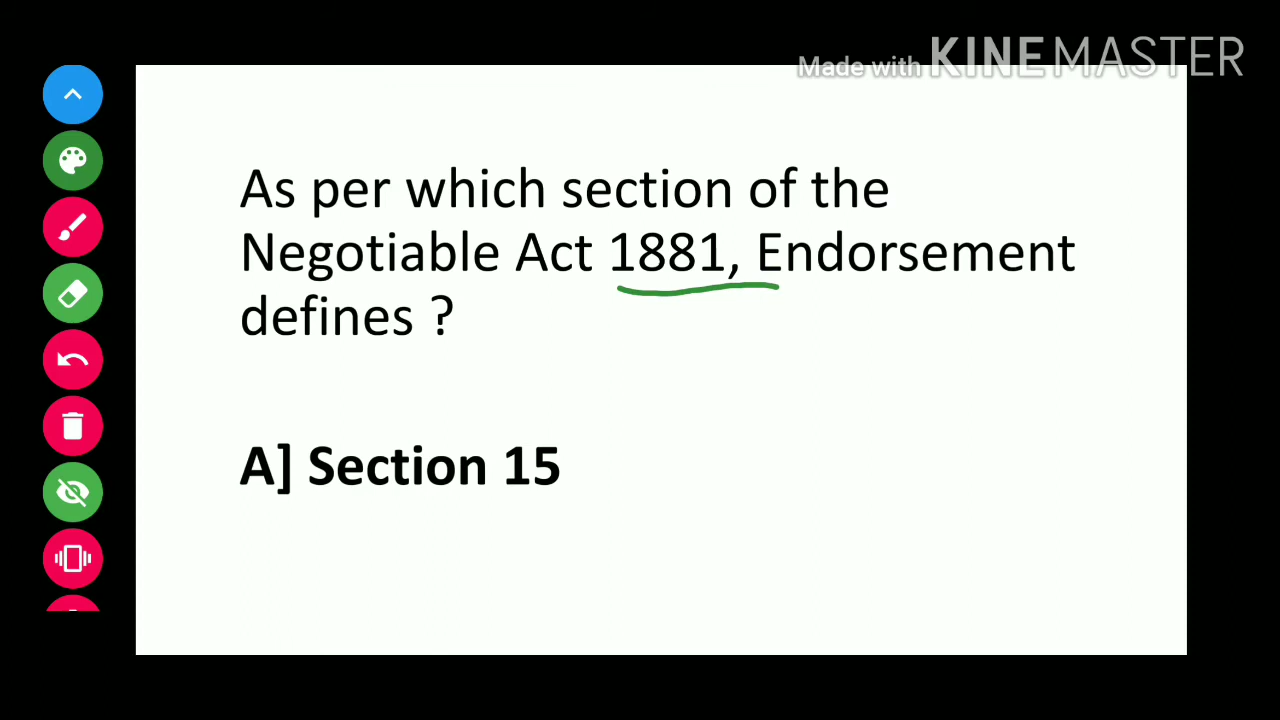 Made with KINEMASTER
As per which section of the
Negotiable Act 1881, Endorsement
defines ?
A] Section 15